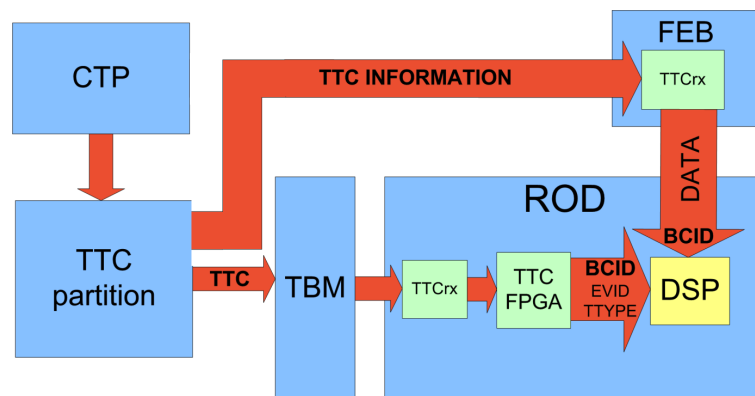 CTP
FEB
TTC INFORMATION
TTCrx
DATA
TTC
partition
TTC
TBM
ROD
BCID
TTCrx
TTC
FPGA
BCID
EVID
TTYPE
DSP